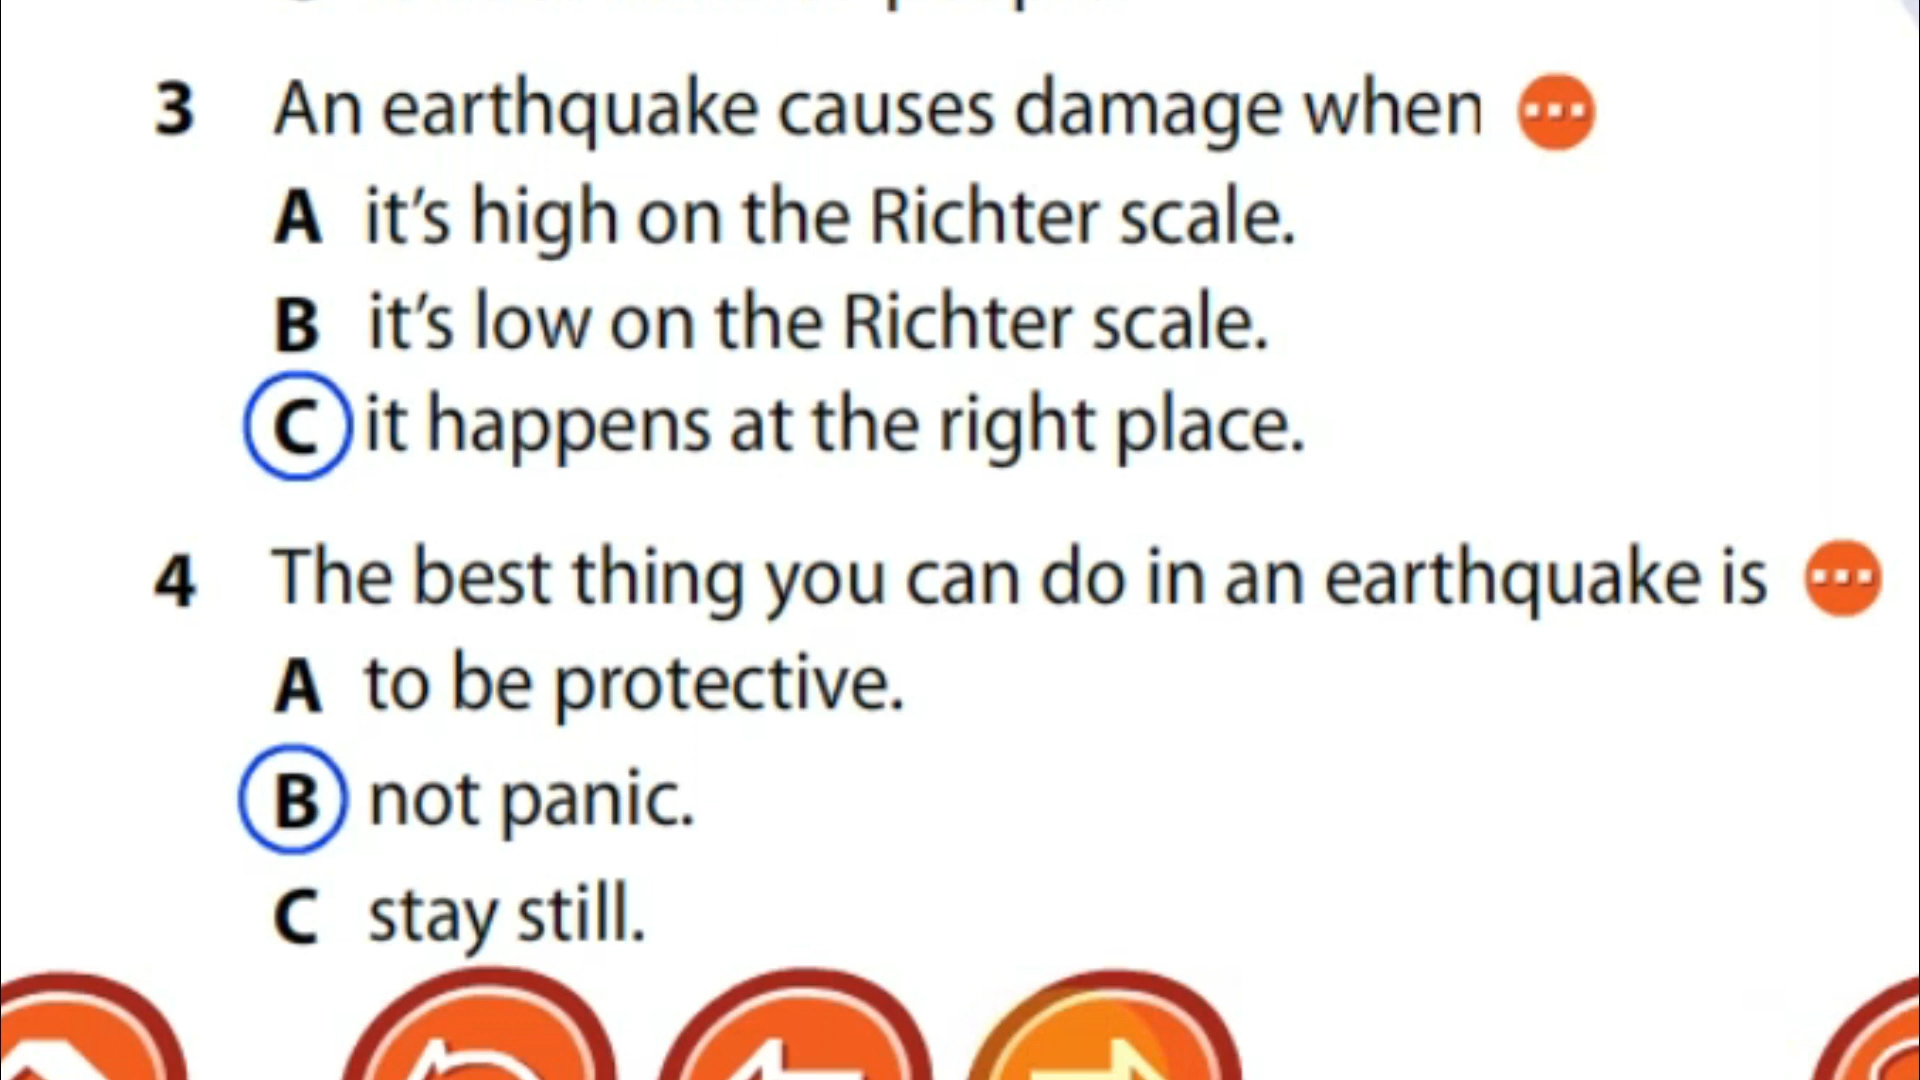 3 An earthquake causes damage when ...
A it's high on the Richter scale.
B it's low on the Richter scale.
C it happens at the right place.
4 The best thing you can do in an earthquake is ...
A to be protective.
B not panic.
C stay still.